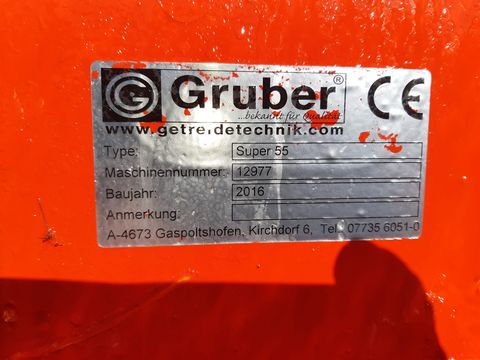 G Gruber® CE
...bekannt für Qualität
www.getreidetechnik.com
Type: Super 55
Maschinennummer: 12977
Baujahr: 2016
Anmerkung:
A-4673 Gaspoltshofen, Kirchdorf 6, Tel. 07735 6051-0